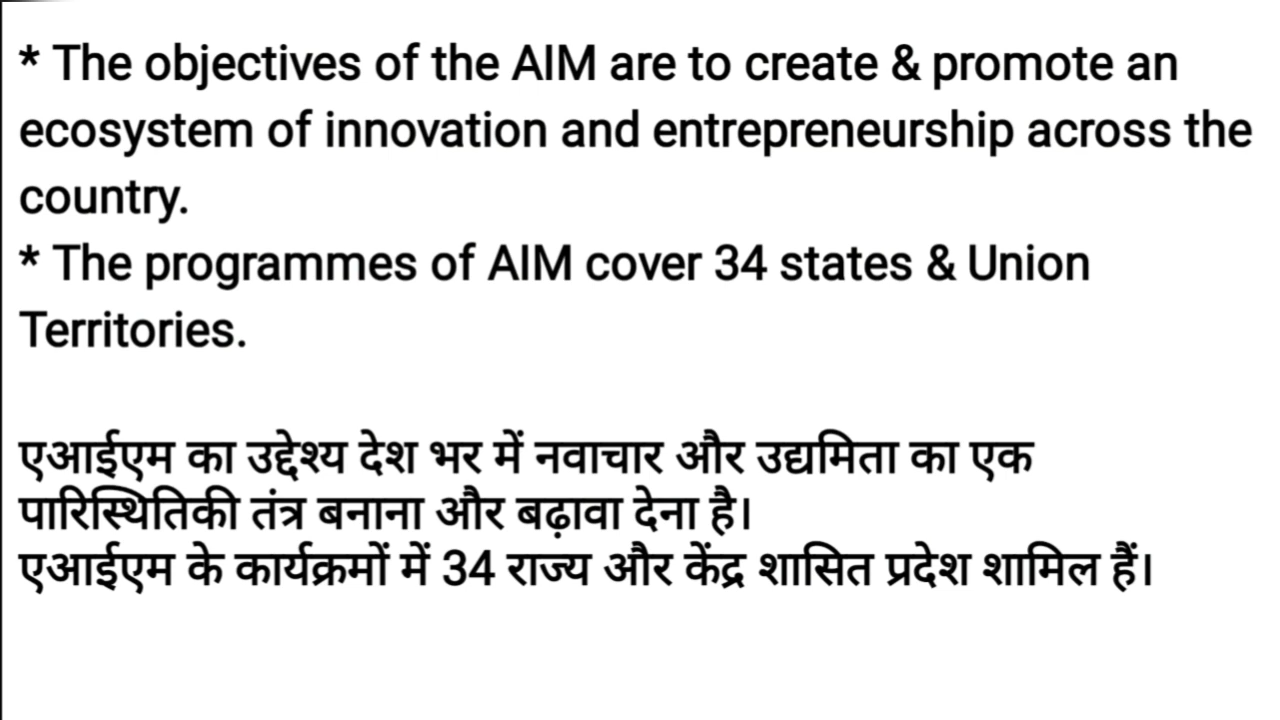 * The objectives of the AIM are to create & promote an
ecosystem of innovation and entrepreneurship across the
country.
* The programmes of AIM cover 34 states & Union
Territories.
एआईएम का उद्देश्य देश भर में नवाचार और उद्यमिता का एक
पारिस्थितिकी तंत्र बनाना और बढ़ावा देना है।
एआईएम के कार्यक्रमों में 34 राज्य और केंद्र शासित प्रदेश शामिल हैं।